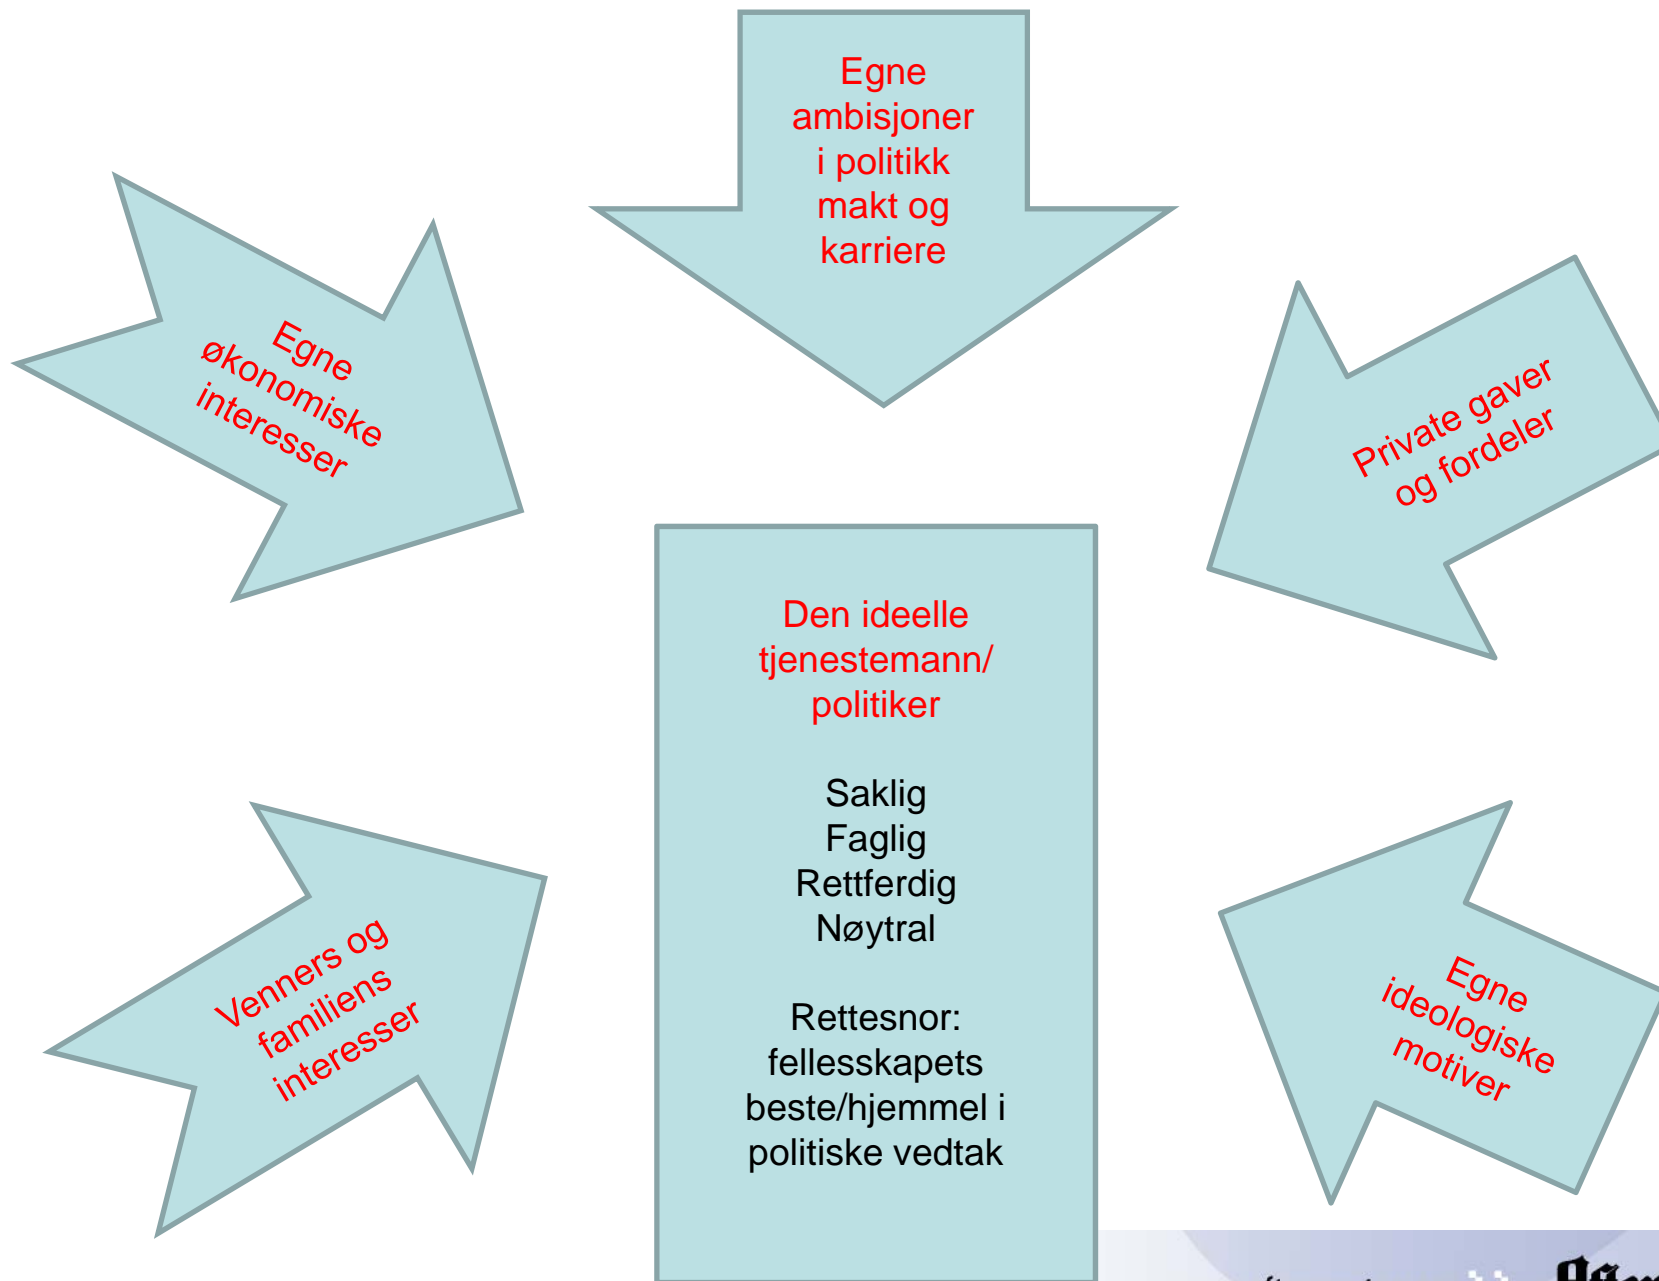 Egne
ambisjoner
i politikk
makt og
karriere
Egne
økonomiske
interesser
Private gaver
og fordeler
Den ideelle
tjenestemann/
politiker
Saklig
Faglig
Rettferdig
Nøytral
Rettesnor:
fellesskapets
beste/hjemmel i
politiske vedtak
Venners og
familiens
interesser
Egne
ideologiske
motiver